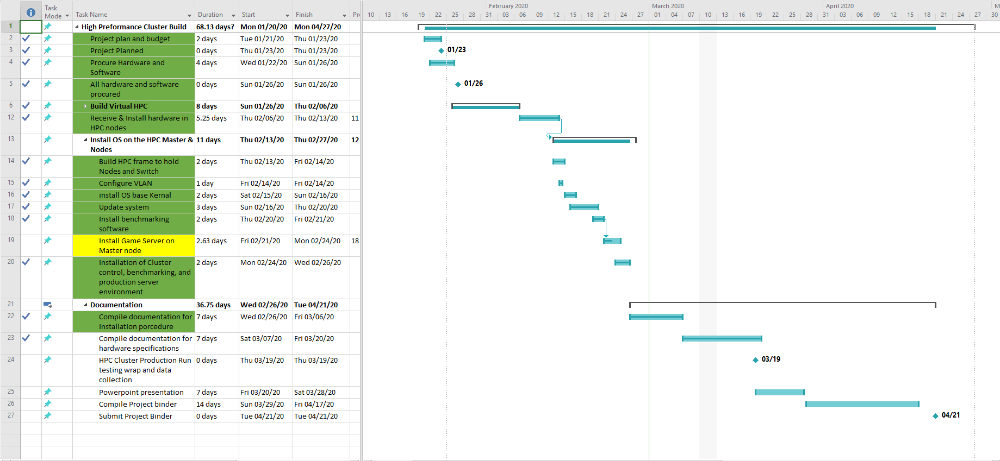 Task Mode Task Name Duration Start Finish Pr
February 2020 March 2020 April 2020 M
10 13 16 19 22 25 28 31 03 06 09 12 15 18 21 24 27 01 04 07 10 13 16 19 22 25 28 31 03 06 09 12 15 18 21 24 27 30
1 High Preformance Cluster Build 68.13 days? Mon 01/20/20 Mon 04/27/20
2 Project plan and budget 2 days Tue 01/21/20 Thu 01/23/20
3 Project Planned 0 days Thu 01/23/20 Thu 01/23/20 01/23
4 Procure Hardware and 4 days Wed 01/22/20 Sun 01/26/20
Software
5 All hardware and software 0 days Sun 01/26/20 Sun 01/26/20 01/26
procured
6 Build Virtual HPC 8 days Sun 01/26/20 Thu 02/06/20
12 Receive & Install hardware in 5.25 days Thu 02/06/20 Thu 02/13/20 11
HPC nodes
13 Install OS on the HPC Master & 11 days Thu 02/13/20 Thu 02/27/20 12
Nodes
14 Build HPC frame to hold 2 days Thu 02/13/20 Fri 02/14/20
Nodes and Switch
15 Configure VLAN 1 day Fri 02/14/20 Fri 02/14/20
16 install OS base Kernal 2 days Sat 02/15/20 Sun 02/16/20
17 Update system 3 days Sun 02/16/20 Thu 02/20/20
18 Install benchmarking 2 days Thu 02/20/20 Fri 02/21/20
software
19 Install Game Server on 2.63 days Fri 02/21/20 Mon 02/24/20 18
Master node
20 Installation of Cluster 2 days Mon 02/24/20 Wed 02/26/20
control, benchmarking, and
production server
environment
21 Documentation 36.75 days Wed 02/26/20 Tue 04/21/20
22 Compile documentation for 7 days Wed 02/26/20 Fri 03/06/20
installation porcedure
23 Compile documentation for 7 days Sat 03/07/20 Fri 03/20/20
hardware specifications
24 HPC Cluster Production Run 0 days Thu 03/19/20 Thu 03/19/20 03/19
testing wrap and data
collection
25 Powerpoint presentation 7 days Fri 03/20/20 Sat 03/28/20
26 Compile Project binder 14 days Sun 03/29/20 Fri 04/17/20
27 Submit Project Binder 0 days Tue 04/21/20 Tue 04/21/20 04/21